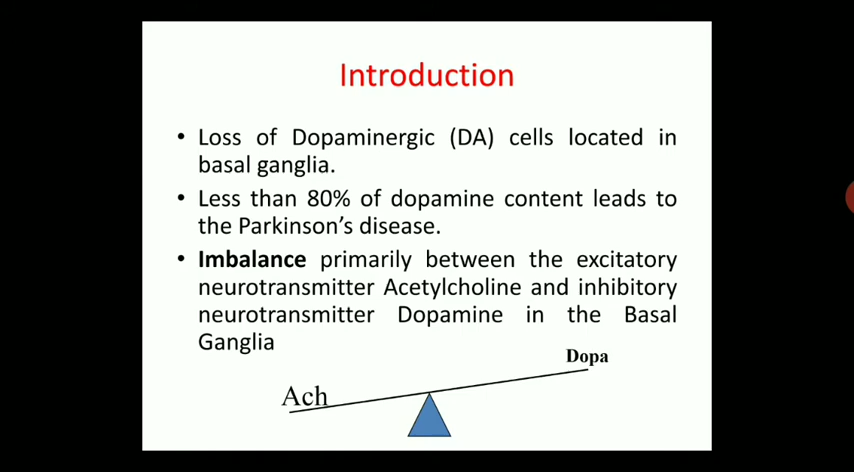 Introduction
• Loss of Dopaminergic (DA) cells located in
basal ganglia.
• Less than 80% of dopamine content leads to
the Parkinson's disease.
• Imbalance primarily between the excitatory
neurotransmitter Acetylcholine and inhibitory
neurotransmitter Dopamine in the Basal
Ganglia
Dopa
Ach